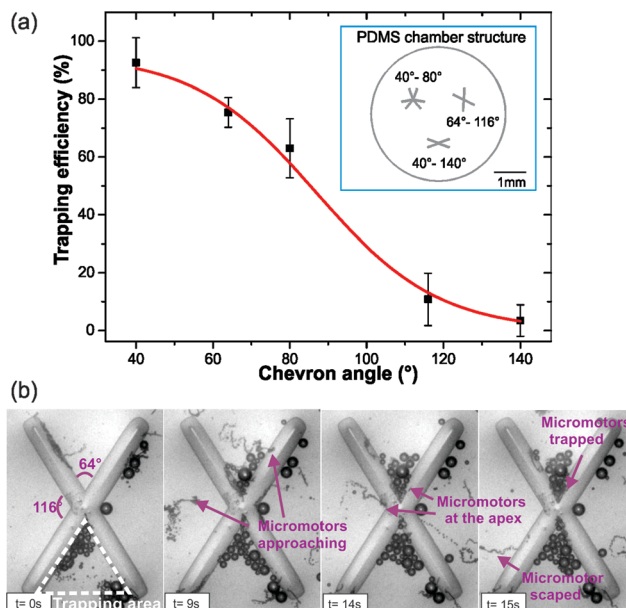 (a)
Trapping efficiency (%)
100
80
60
40
20
0
40
60
80
100
120
140
Chevron angle (°)
PDMS chamber structure
40°- 80°
64°- 116°
40°- 140°
1mm
(b)
64°
116°
Trapping area
t= 0s
Micromotors
approaching
t= 9s
Micromotors
at the apex
t= 14s
Micromotors
trapped
Micromotor
scaped
t= 15s